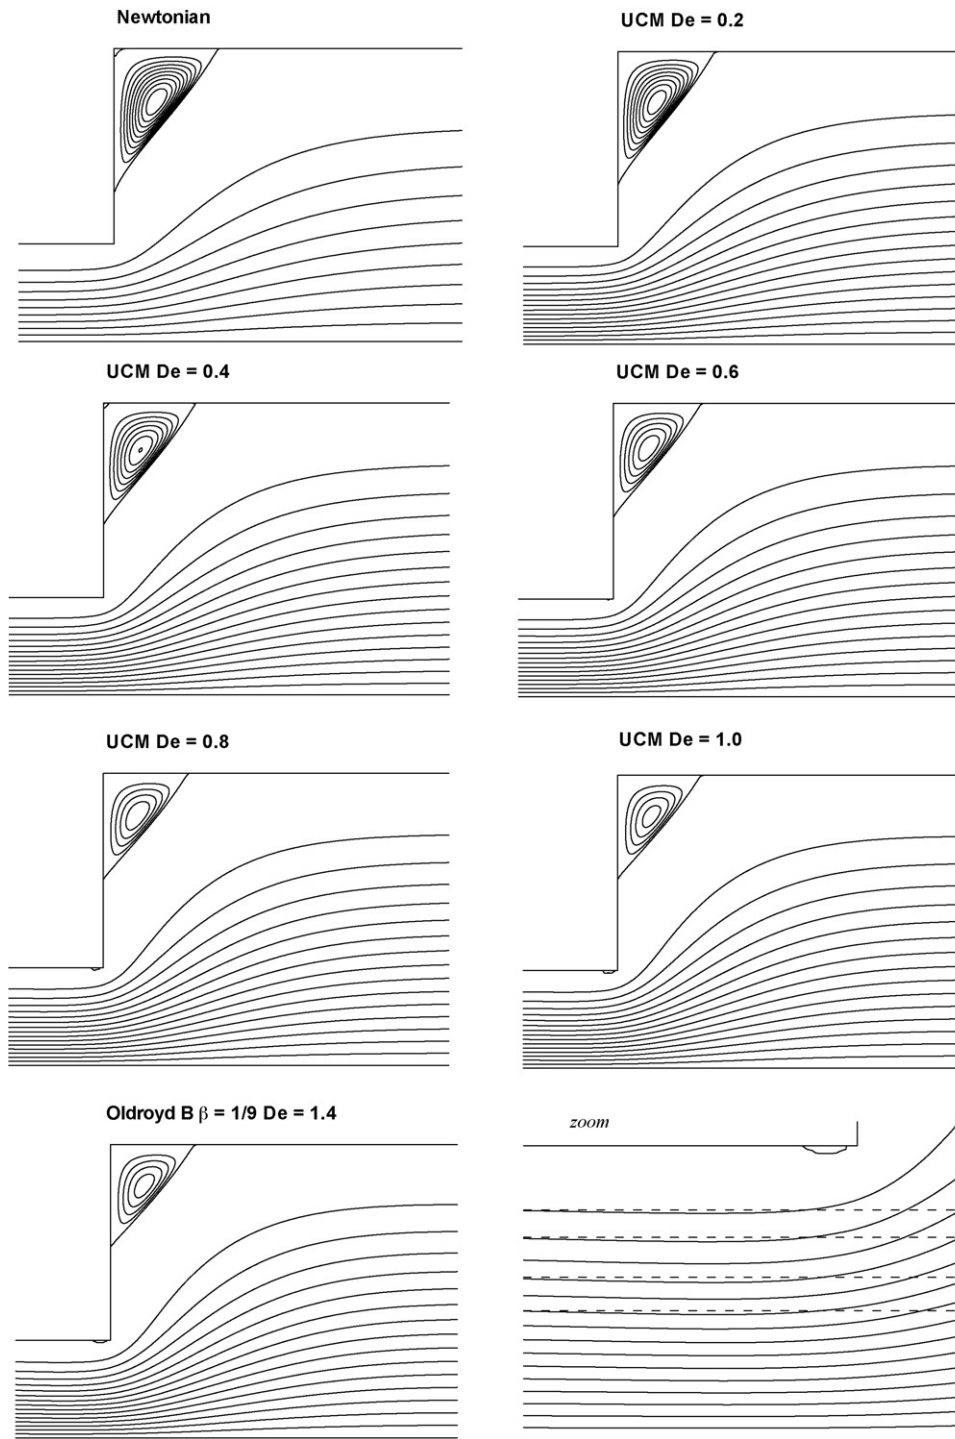 Newtonian
UCM De = 0.2
UCM De = 0.4
UCM De = 0.6
UCM De = 0.8
UCM De = 1.0
Oldroyd B β = 1/9 De = 1.4
zoom